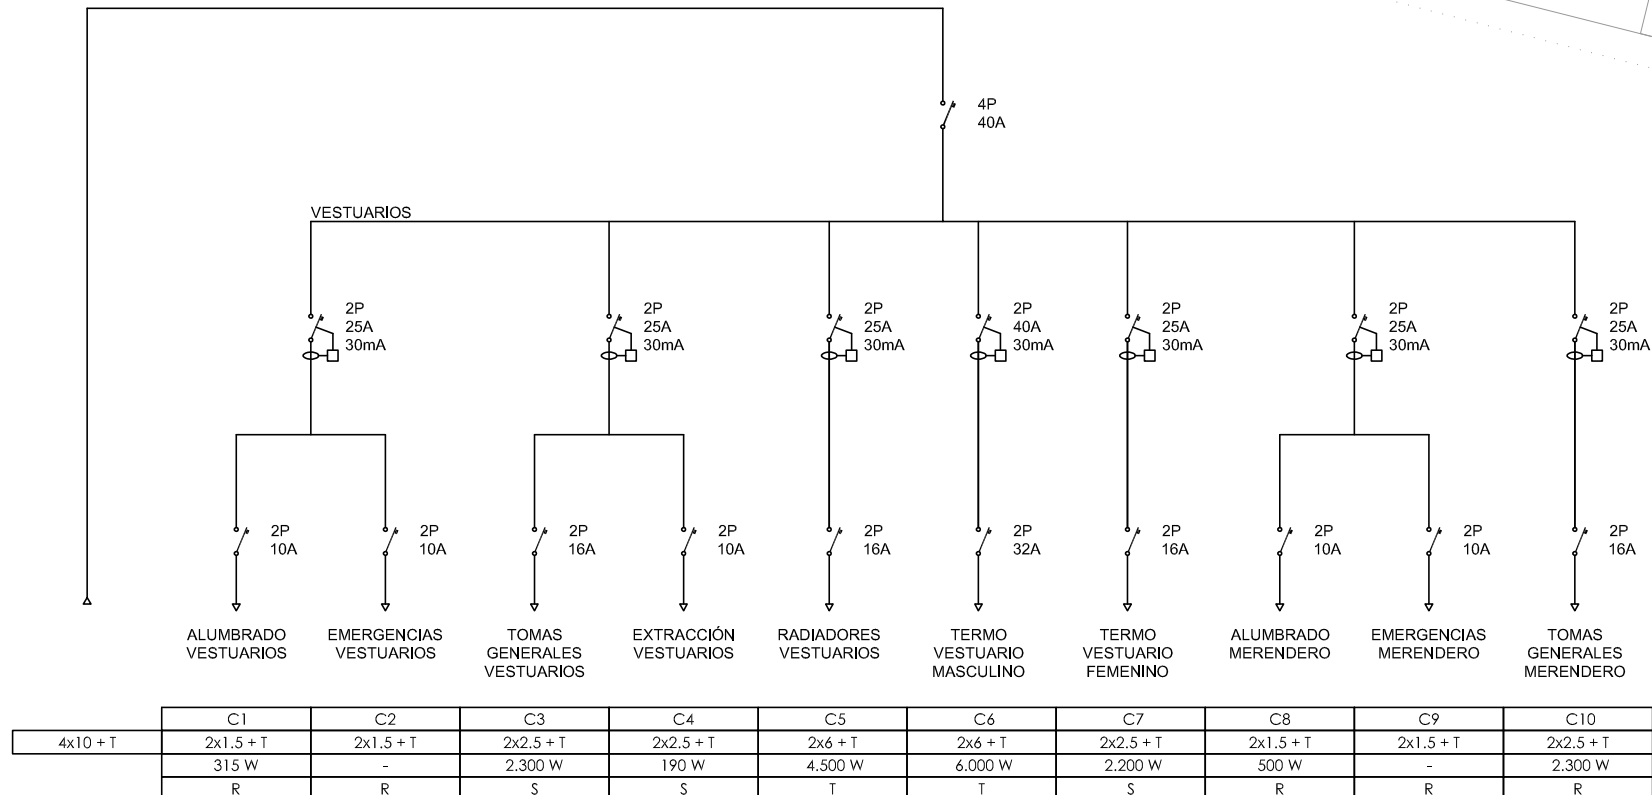 4P
40A
VESTUARIOS
2P
25A
30mA
2P
25A
30mA
2P
25A
30mA
2P
40A
30mA
2P
25A
30mA
2P
25A
30mA
2P
25A
30mA
2P
10A
2P
10A
2P
16A
2P
10A
2P
16A
2P
32A
2P
16A
2P
10A
2P
10A
2P
16A
ALUMBRADO
VESTUARIOS
EMERGENCIAS
VESTUARIOS
TOMAS
GENERALES
VESTUARIOS
EXTRACCIÓN
VESTUARIOS
RADIADORES
VESTUARIOS
TERMO
VESTUARIO
MASCULINO
TERMO
VESTUARIO
FEMENINO
ALUMBRADO
MERENDERO
EMERGENCIAS
MERENDERO
TOMAS
GENERALES
MERENDERO
C1 C2 C3 C4 C5 C6 C7 C8 C9 C10
4x10 + T 2x1.5 + T 2x1.5 + T 2x2.5 + T 2x2.5 + T 2x6 + T 2x6 + T 2x2.5 + T 2x1.5 + T 2x1.5 + T 2x2.5 + T
315 W - 2.300 W 190 W 4.500 W 6.000 W 2.200 W 500 W - 2.300 W
R R S S T T S R R R